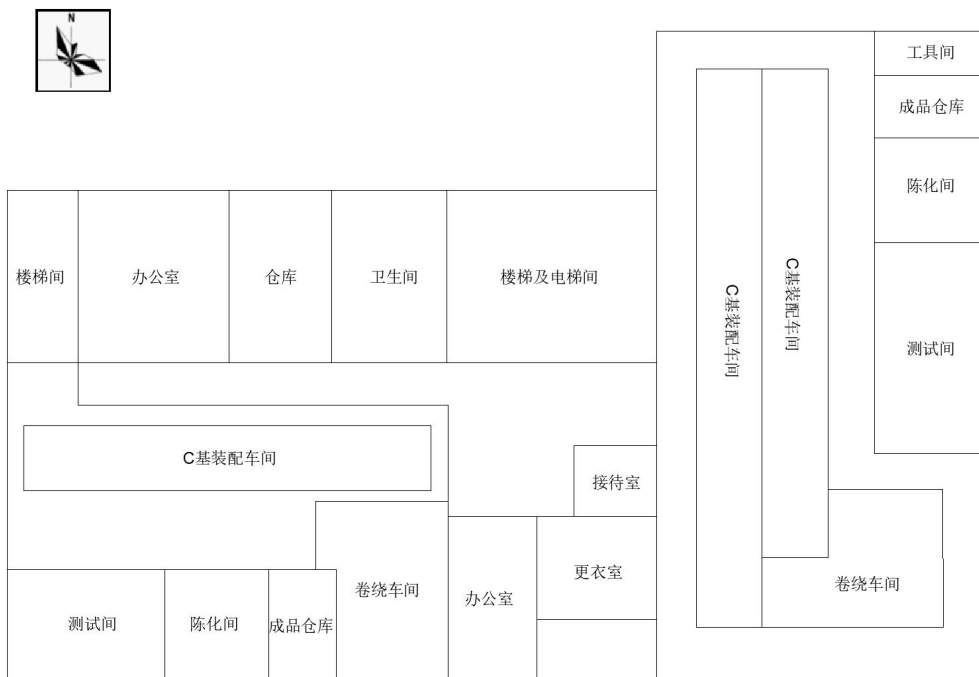 N
工具间
成品仓库
陈化间
测试间
楼梯间
办公室
仓库
卫生间
楼梯及电梯间
C基装配车间
C基装配车间
C基装配车间
接待室
卷绕车间
办公室
更衣室
卷绕车间
测试间
陈化间
成品仓库